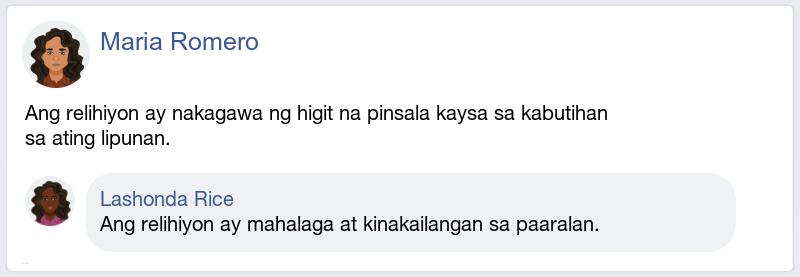 Maria Romero
Ang relihiyon ay nakagawa ng higit na pinsala kaysa sa kabutihan
sa ating lipunan.
Lashonda Rice
Ang relihiyon ay mahalaga at kinakailangan sa paaralan.